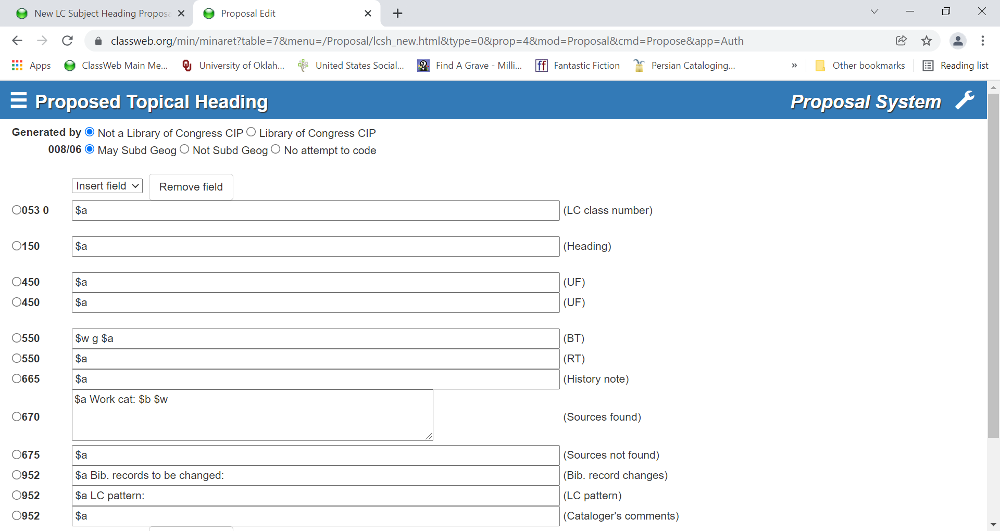 New LC Subject Heading Proposa
Proposal Edit
classweb.org/min/minaret?table=7&menu=/Proposal/lcsh_new.html&type=0&prop=4&mod=Proposal&cmd=Propose&app=Auth
Apps ClassWeb Main Me... University of Oklah... United States Social... Find A Grave - Milli... Fantastic Fiction Persian Cataloging... » Other bookmarks Reading list
Proposed Topical Heading Proposal System
Generated by Not a Library of Congress CIP Library of Congress CIP
008/06 May Subd Geog Not Subd Geog No attempt to code
Insert field Remove field
053 0 $a (LC class number)
150 $a (Heading)
450 $a (UF)
450 $a (UF)
550 $w g $a (BT)
550 $a (RT)
665 $a (History note)
670 $a Work cat: $b $w (Sources found)
675 $a (Sources not found)
952 $a Bib. records to be changed: (Bib. record changes)
952 $a LC pattern: (LC pattern)
952 $a (Cataloger's comments)